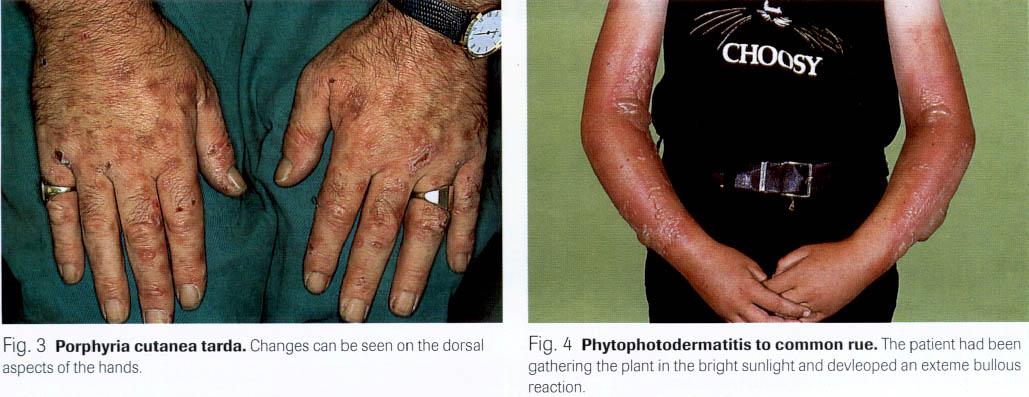 CHOOSY
Fig. 3 Porphyria cutanea tarda. Changes can be seen on the dorsal
aspects of the hands.
Fig. 4 Phytophotodermatitis to common rue. The patient had been
gathering the plant in the bright sunlight and devleoped an exteme bullous
reaction.